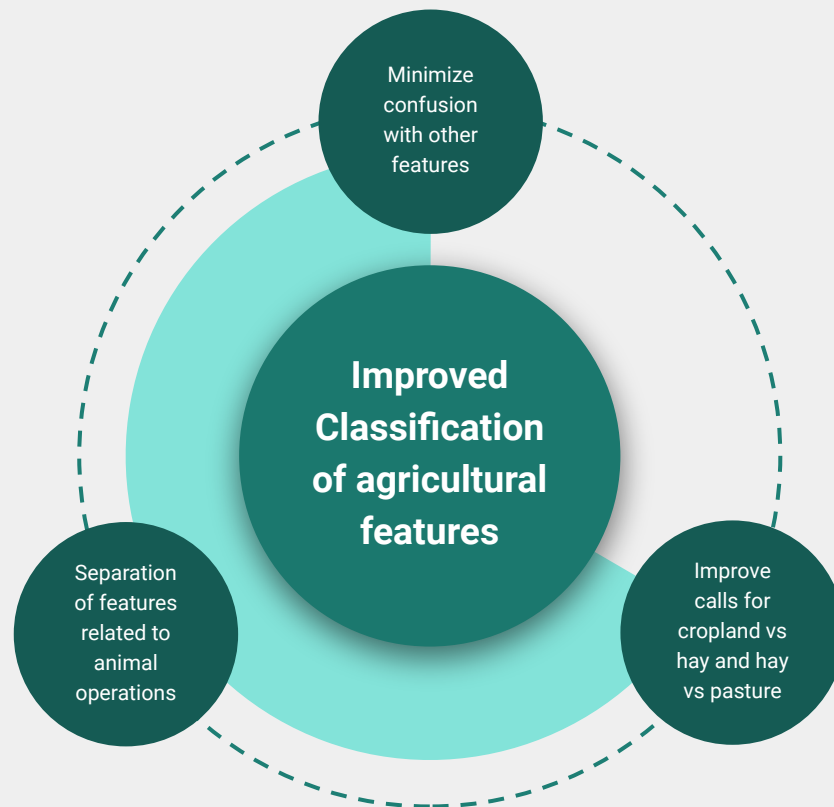 Minimize
confusion
with other
features
Improved
Classification
of agricultural
features
Separation
of features
related to
animal
operations
Improve
calls for
cropland vs
hay and hay
vs pasture